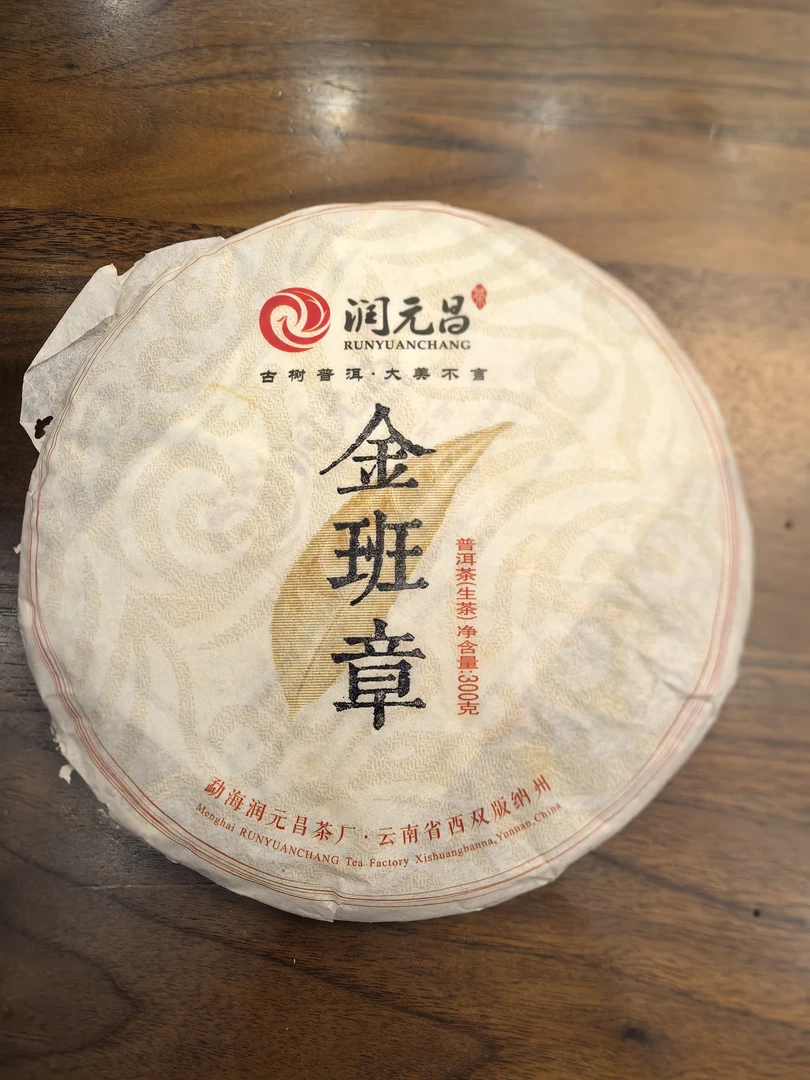 润元昌
RUNYUANCHANG
古树普洱·大美不言
金班章
普洱茶(生茶) 净含量:300克
勐海润元昌茶厂·云南省西双版纳州
Menghai RUNYUANCHANG Tea Factory Xishuangbanna,Yunnan,China